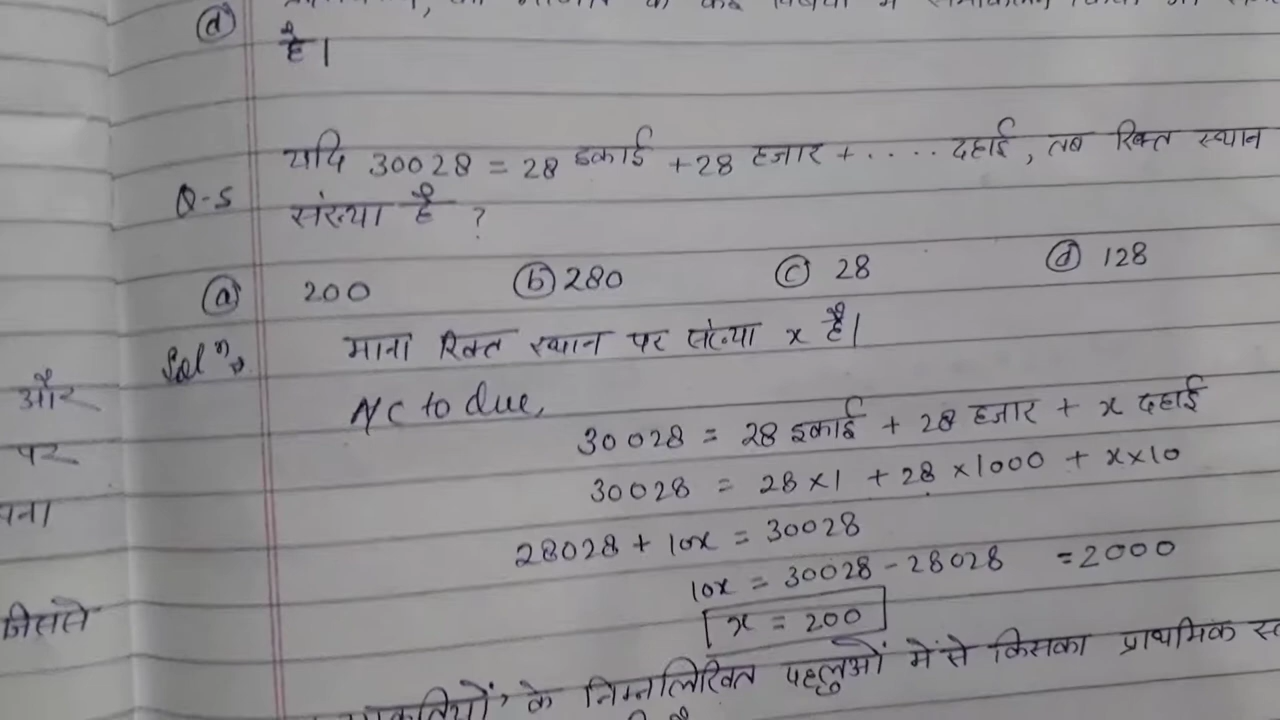 (d)
है।
यदि 30028 = 28 इकाई + 28 हजार + ..... दहाई, तब रिक्त स्थान
Q-5 संख्या है ?
(a) 200 (b) 280 (c) 28 (d) 128
Solⁿ माना रिक्त स्थान पर संख्या x है।
और
AC to due,
30028 = 28 इकाई + 28 हजार + x दहाई
पर
30028 = 28×1 + 28×1000 + x×10
28028 + 10x = 30028
10x = 30028 - 28028 = 2000
x = 200
जिससे
के निम्नलिखित पहलुओं में से किसका प्राथमिक